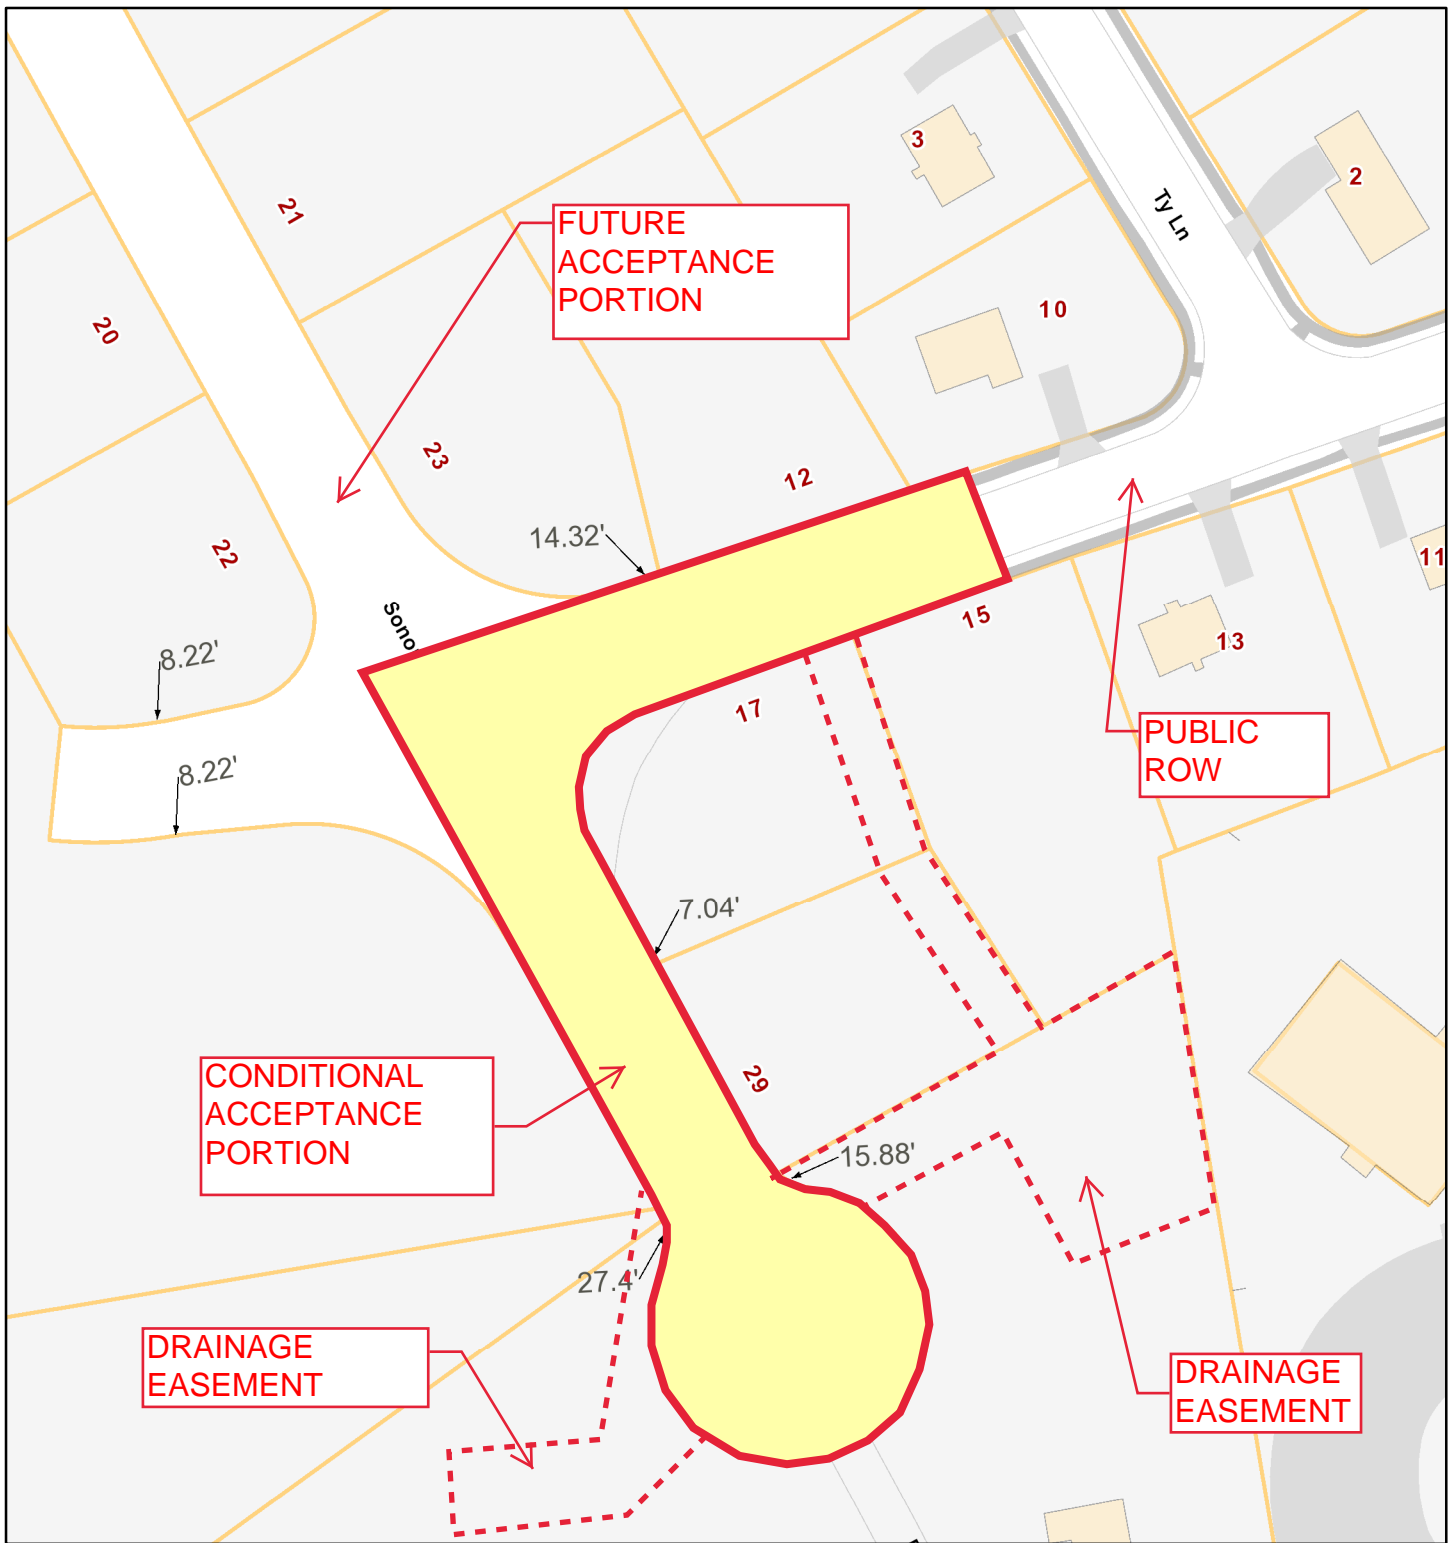 3
2
Ty Ln
21
FUTURE
ACCEPTANCE
PORTION
20
10
23
12
14.32'
22
Sono
15
11
13
8.22'
17
PUBLIC
ROW
8.22'
7.04'
CONDITIONAL
ACCEPTANCE
PORTION
29
15.88'
27.4'
DRAINAGE
EASEMENT
DRAINAGE
EASEMENT